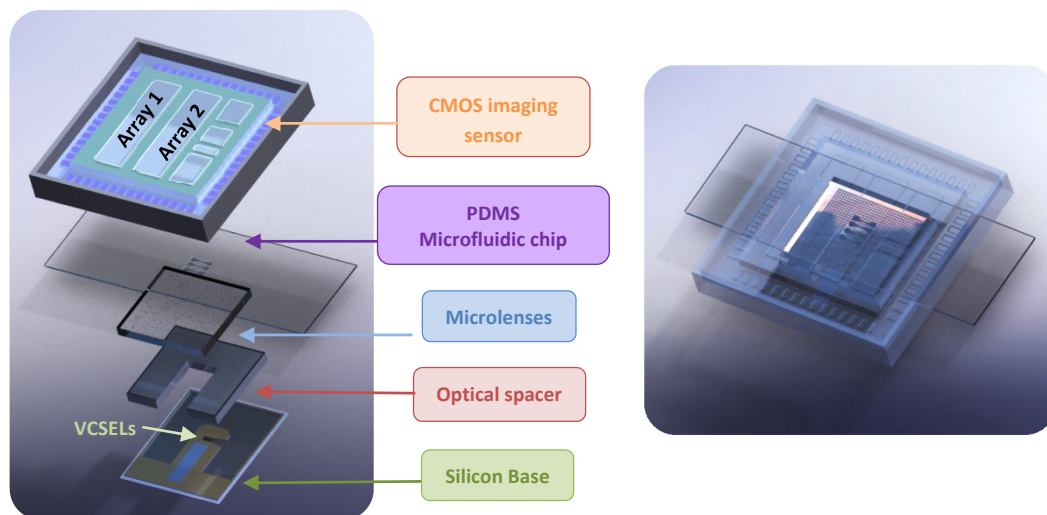 Array 1
Array 2
CMOS imaging
sensor
PDMS
Microfluidic chip
Microlenses
Optical spacer
VCSELs
Silicon Base